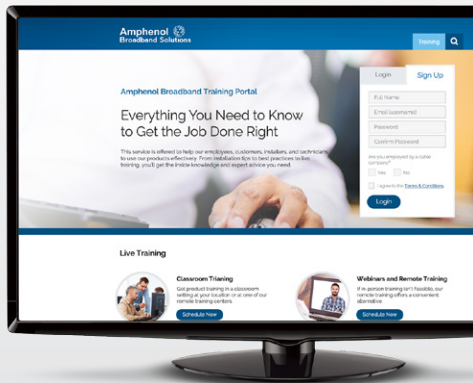 Amphenol
Broadband Solutions
Training
Amphenol Broadband Training Portal
Everything You Need to Know
to Get the Job Done Right
This service is offered to help our employees, customers, installers, and technicians
to use our products effectively. From installation tips to best practices to live
training, you'll get the inside knowledge and expert advice you need.
Login
Sign Up
Full Name
Email (username)
Password
Confirm Password
Are you employed by a cable
company?
Yes
No
I agree to the Terms & Conditions
Login
Live Training
Classroom Trianing
Get product training in a classroom
setting at your location or at one of our
remote training centers.
Schedule Now
Webinars and Remote Training
If in-person training isn't feasible, our
remote training offers a convenient
alternative
Schedule Now